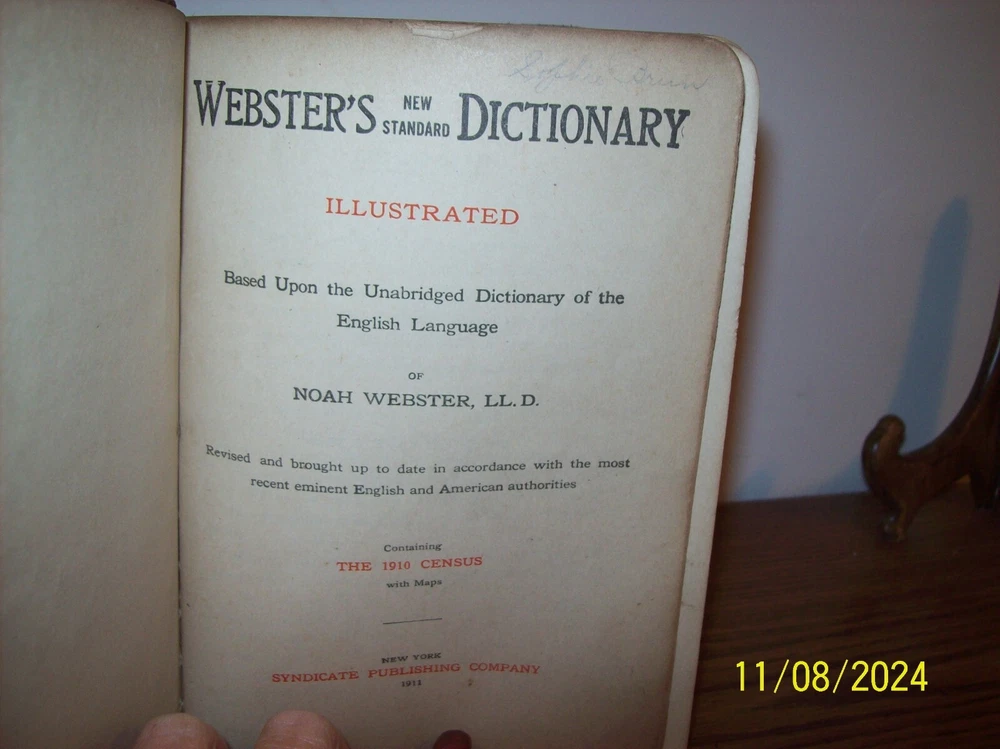 WEBSTER'S NEW STANDARD DICTIONARY
ILLUSTRATED
Based Upon the Unabridged Dictionary of the
English Language
OF
NOAH WEBSTER, LL. D.
Revised and brought up to date in accordance with the most
recent eminent English and American authorities
Containing
THE 1910 CENSUS
with Maps
NEW YORK
SYNDICATE PUBLISHING COMPANY
1911
11/08/2024